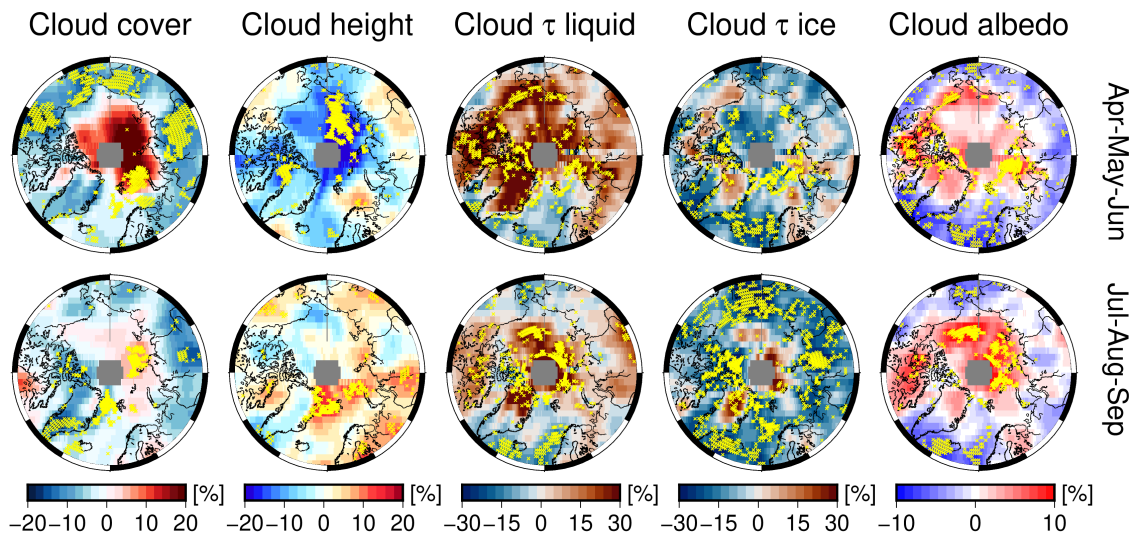 Cloud cover Cloud height Cloud τ liquid Cloud τ ice Cloud albedo
Apr-May-Jun
Jul-Aug-Sep
[%] [%] [%] [%] [%]
−20 −10 0 10 20 −20 −10 0 10 20 −30 −15 0 15 30 −30 −15 0 15 30 −10 0 10